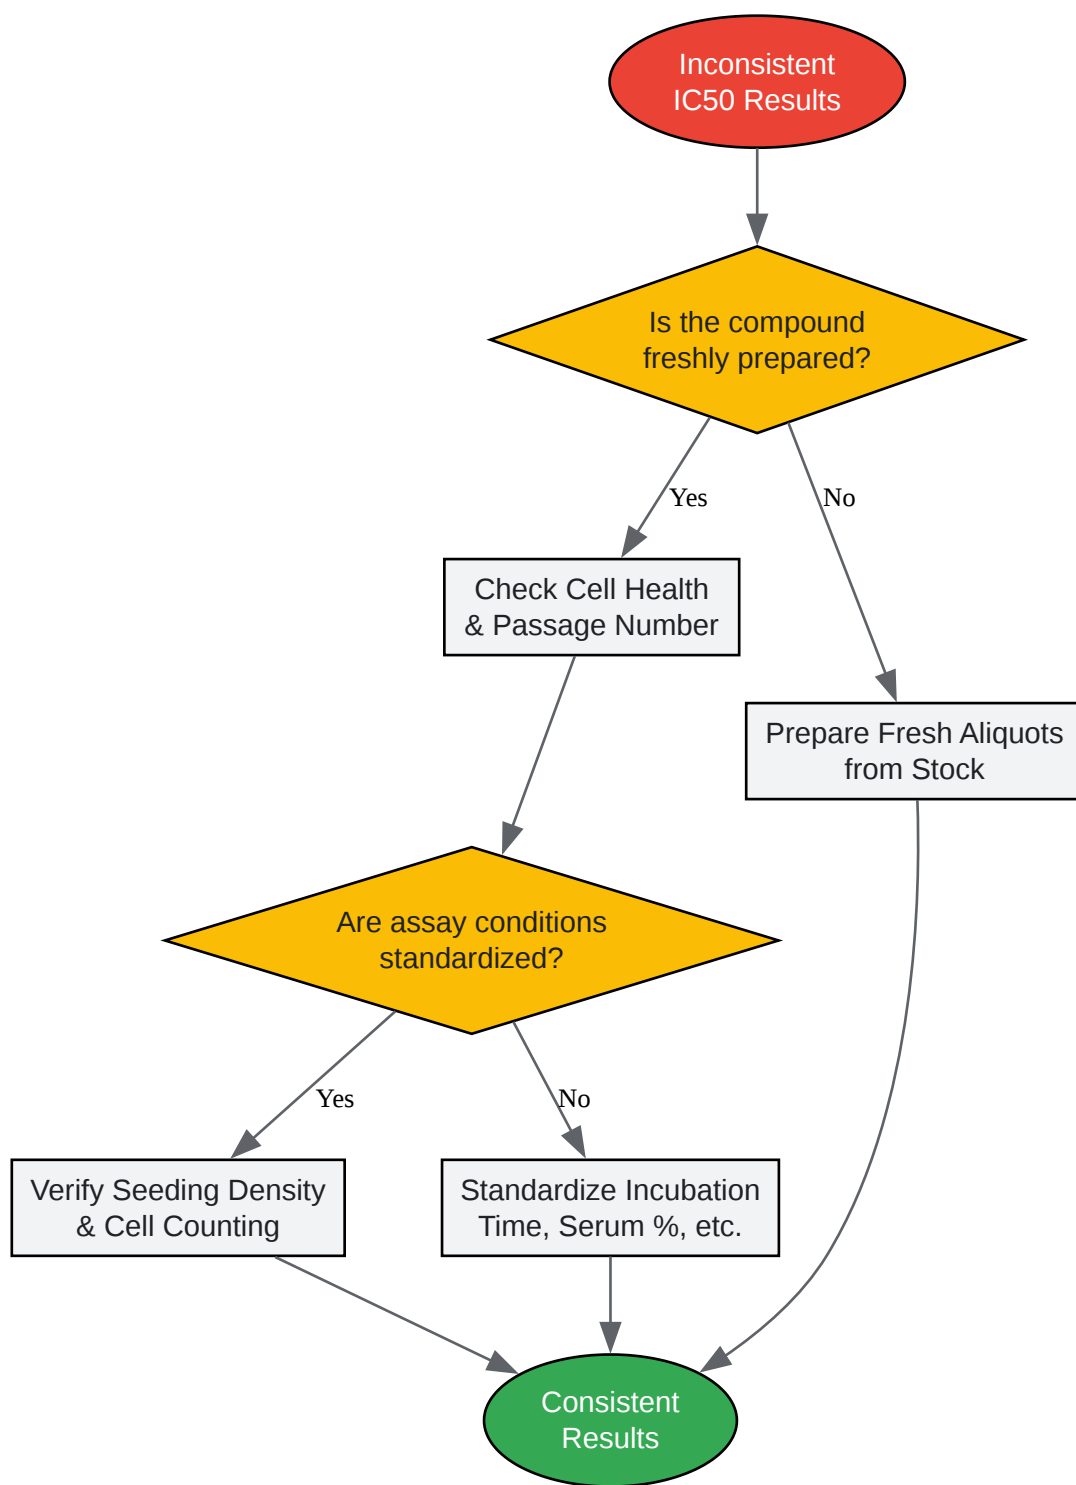 Inconsistent
IC50 Results
Is the compound
freshly prepared?
Yes
No
Check Cell Health
& Passage Number
Prepare Fresh Aliquots
from Stock
Are assay conditions
standardized?
Yes
No
Verify Seeding Density
& Cell Counting
Standardize Incubation
Time, Serum %, etc.
Consistent
Results